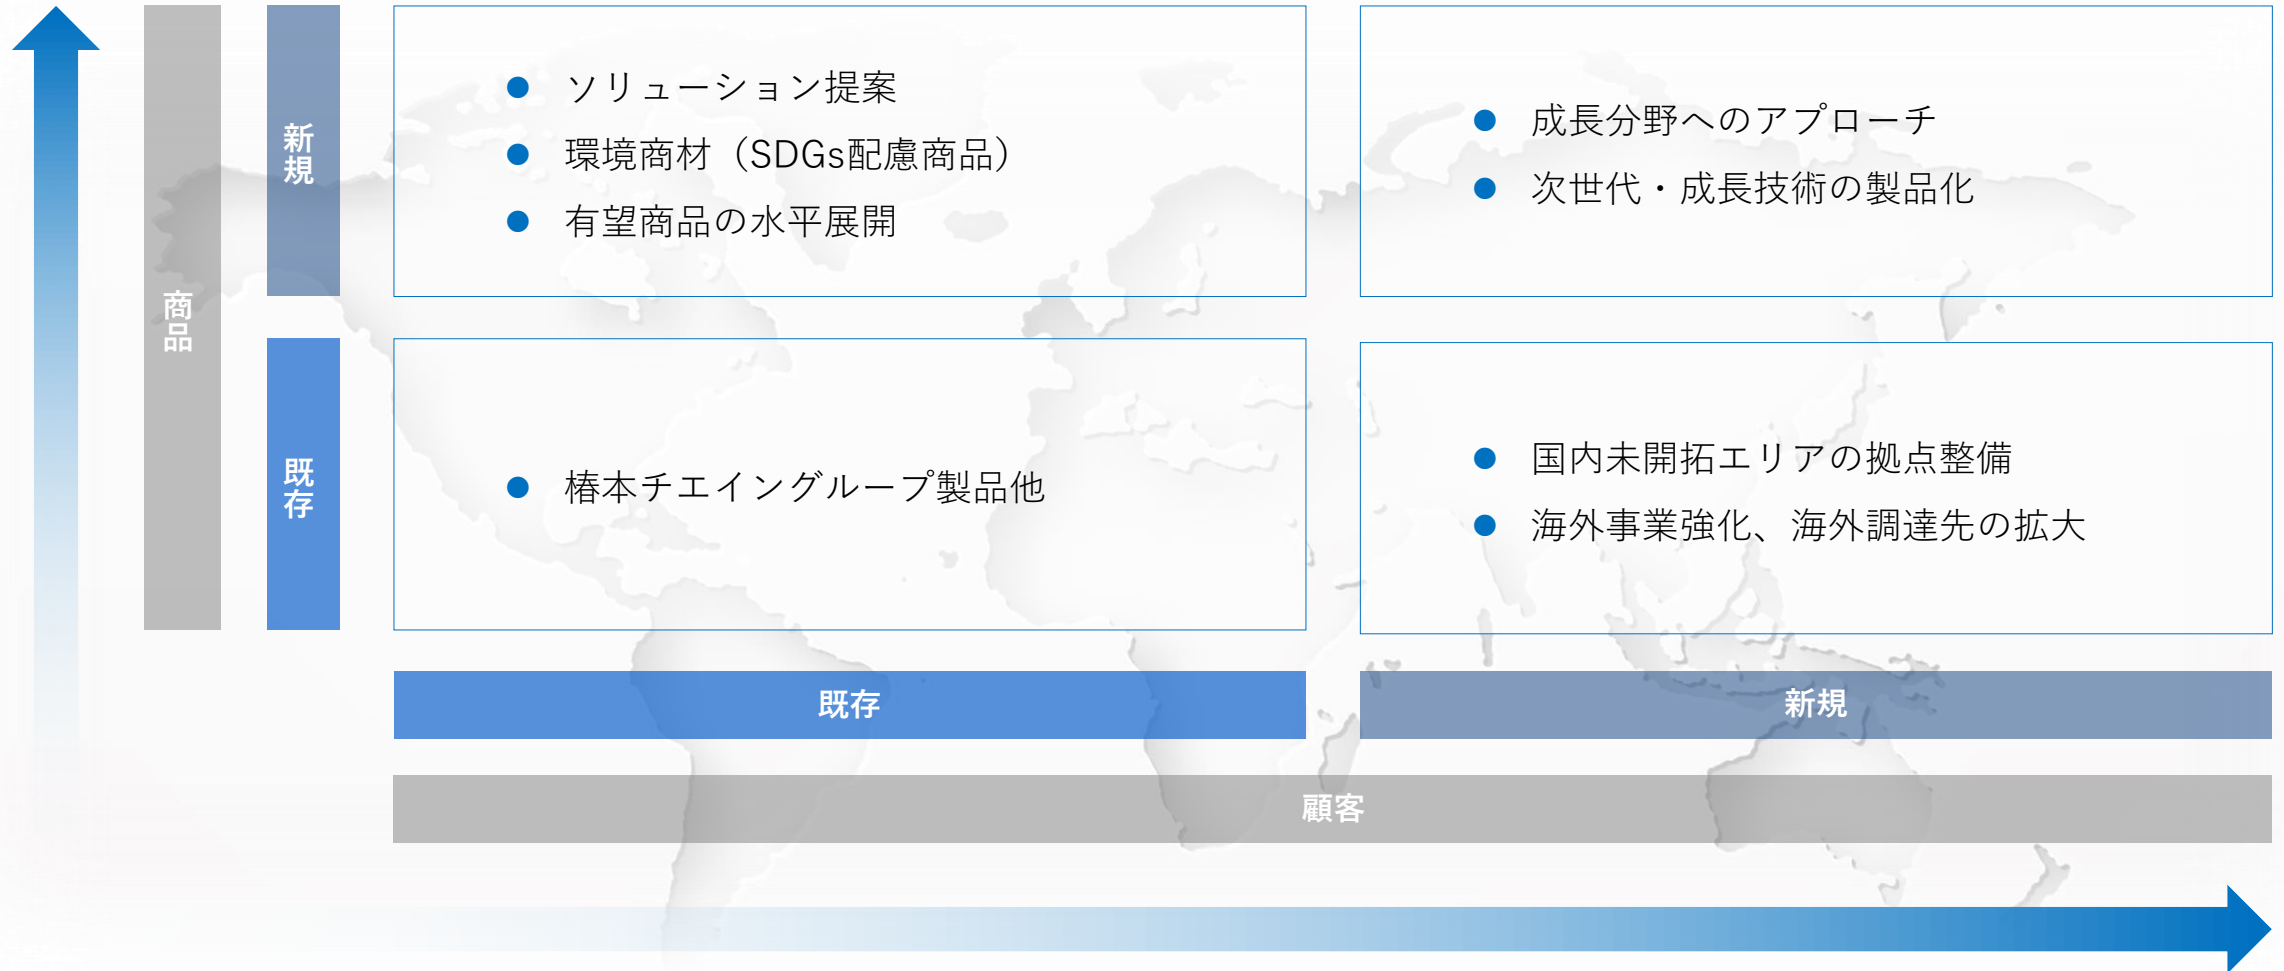 商品
新規
ソリューション提案
環境商材（SDGs配慮商品）
有望商品の水平展開
成長分野へのアプローチ
次世代・成長技術の製品化
既存
椿本チエイングループ製品他
国内未開拓エリアの拠点整備
海外事業強化、海外調達先の拡大
既存
新規
顧客